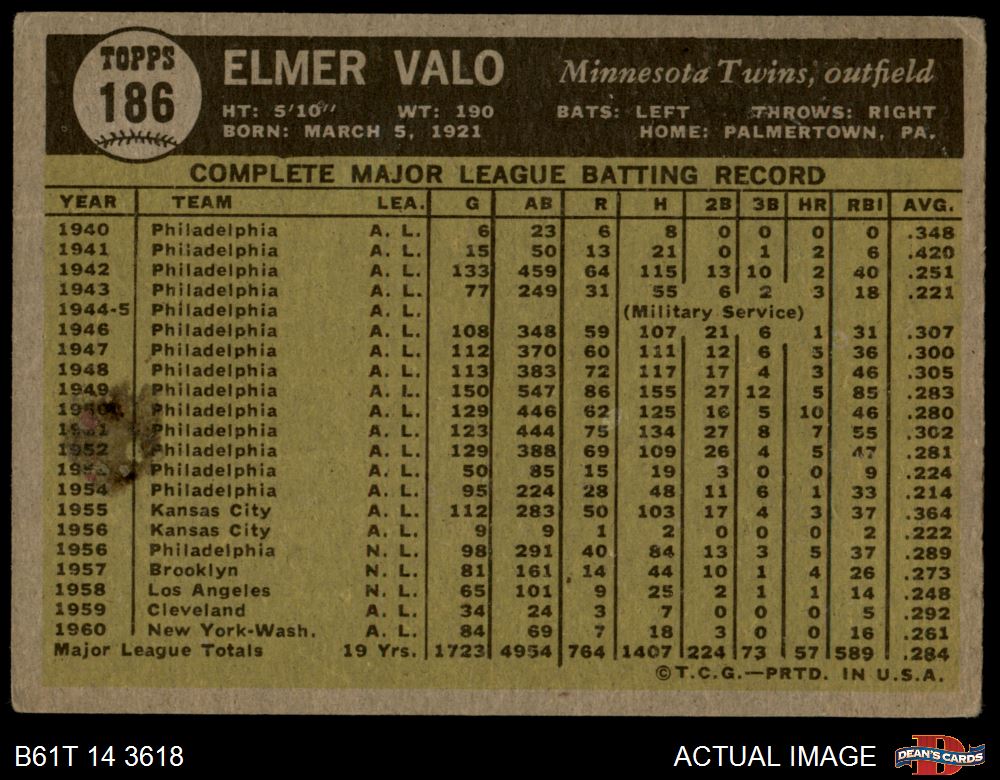 TOPPS
186
ELMER VALO
Minnesota Twins, outfield
HT: 5'10" WT: 190 BATS: LEFT THROWS: RIGHT
BORN: MARCH 5, 1921 HOME: PALMERTOWN, PA.
COMPLETE MAJOR LEAGUE BATTING RECORD
YEAR TEAM LEA. G AB R H 2B 3B HR RBI AVG.
1940 Philadelphia A. L. 6 23 6 8 0 0 0 0 .348
1941 Philadelphia A. L. 15 50 13 21 0 1 2 6 .420
1942 Philadelphia A. L. 133 459 64 115 13 10 2 40 .251
1943 Philadelphia A. L. 77 249 31 55 6 2 3 18 .221
1944-5 Philadelphia A. L. (Military Service)
1946 Philadelphia A. L. 108 348 59 107 21 6 1 31 .307
1947 Philadelphia A. L. 112 370 60 111 12 6 5 36 .300
1948 Philadelphia A. L. 113 383 72 117 17 4 3 46 .305
1949 Philadelphia A. L. 150 547 86 155 27 12 5 85 .283
Philadelphia A. L. 129 446 62 125 16 5 10 46 .280
Philadelphia A. L. 123 444 75 134 27 8 7 55 .302
1952 Philadelphia A. L. 129 388 69 109 26 4 5 47 .281
Philadelphia A. L. 50 85 15 19 3 0 0 9 .224
1954 Philadelphia A. L. 95 224 28 48 11 6 1 33 .214
1955 Kansas City A. L. 112 283 50 103 17 4 3 37 .364
1956 Kansas City A. L. 9 9 1 2 0 0 0 2 .222
1956 Philadelphia N. L. 98 291 40 84 13 3 5 37 .289
1957 Brooklyn N. L. 81 161 14 44 10 1 4 26 .273
1958 Los Angeles N. L. 65 101 9 25 2 1 1 14 .248
1959 Cleveland A. L. 34 24 3 7 0 0 0 5 .292
1960 New York-Wash. A. L. 84 69 7 18 3 0 0 16 .261
Major League Totals 19 Yrs. 1723 4954 764 1407 224 73 57 589 .284
©T.C.G.—PRTD. IN U.S.A.
B61T 14 3618 ACTUAL IMAGE DEAN'S CARDS